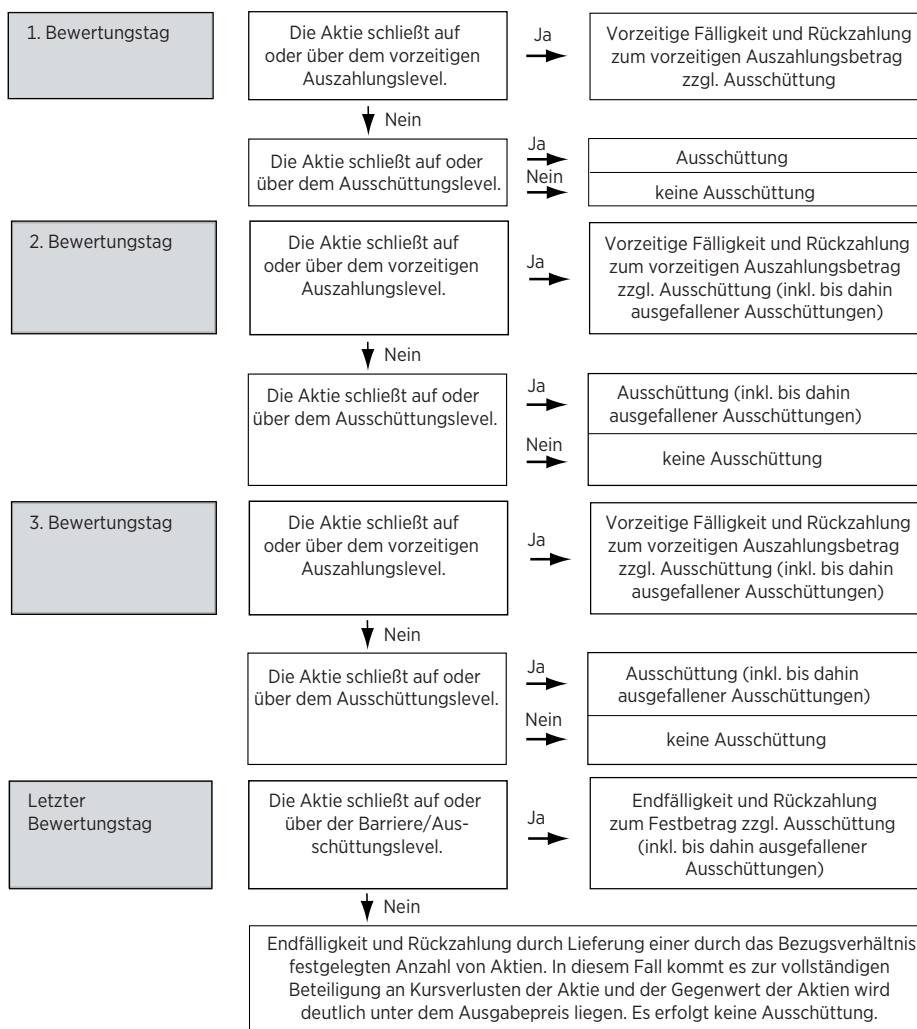 1. Bewertungstag
Die Aktie schließt auf
oder über dem vorzeitigen
Auszahlungslevel.
Ja
Vorzeitige Fälligkeit und Rückzahlung
zum vorzeitigen Auszahlungsbetrag
zzgl. Ausschüttung
Nein
Die Aktie schließt auf oder
über dem Ausschüttungslevel.
Ja
Ausschüttung
Nein
keine Ausschüttung
2. Bewertungstag
Die Aktie schließt auf
oder über dem vorzeitigen
Auszahlungslevel.
Ja
Vorzeitige Fälligkeit und Rückzahlung
zum vorzeitigen Auszahlungsbetrag
zzgl. Ausschüttung (inkl. bis dahin
ausgefallener Ausschüttungen)
Nein
Die Aktie schließt auf oder
über dem Ausschüttungslevel.
Ja
Ausschüttung (inkl. bis dahin
ausgefallener Ausschüttungen)
Nein
keine Ausschüttung
3. Bewertungstag
Die Aktie schließt auf
oder über dem vorzeitigen
Auszahlungslevel.
Ja
Vorzeitige Fälligkeit und Rückzahlung
zum vorzeitigen Auszahlungsbetrag
zzgl. Ausschüttung (inkl. bis dahin
ausgefallener Ausschüttungen)
Nein
Die Aktie schließt auf oder
über dem Ausschüttungslevel.
Ja
Ausschüttung (inkl. bis dahin
ausgefallener Ausschüttungen)
Nein
keine Ausschüttung
Letzter
Bewertungstag
Die Aktie schließt auf oder
über der Barriere/Aus-
schüttungslevel.
Ja
Endfälligkeit und Rückzahlung
zum Festbetrag zzgl. Ausschüttung
(inkl. bis dahin ausgefallener
Ausschüttungen)
Nein
Endfälligkeit und Rückzahlung durch Lieferung einer durch das Bezugsverhältnis
festgelegten Anzahl von Aktien. In diesem Fall kommt es zur vollständigen
Beteiligung an Kursverlusten der Aktie und der Gegenwert der Aktien wird
deutlich unter dem Ausgabepreis liegen. Es erfolgt keine Ausschüttung.